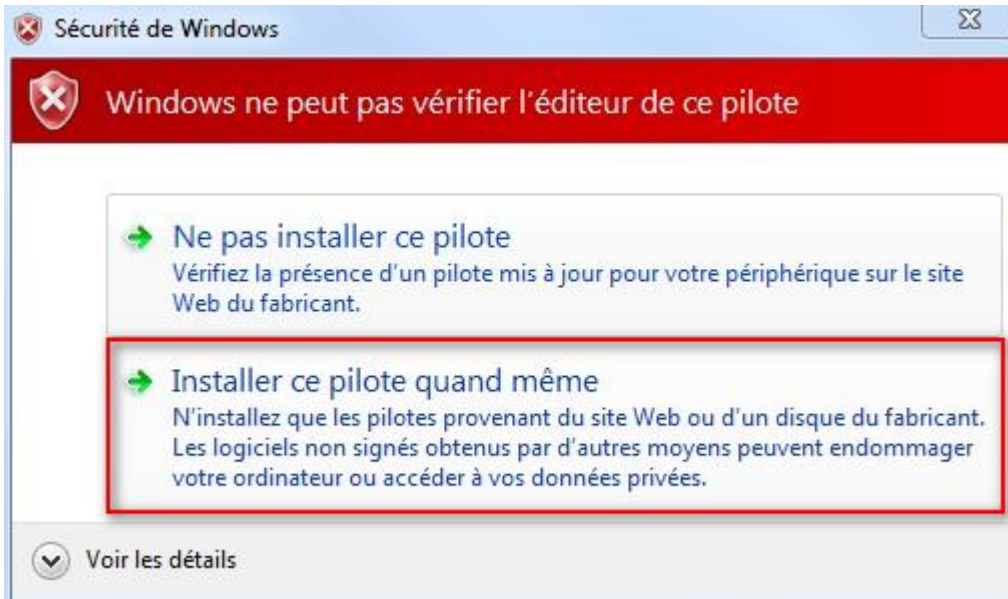 Sécurité de Windows
Windows ne peut pas vérifier l'éditeur de ce pilote
Ne pas installer ce pilote
Vérifiez la présence d'un pilote mis à jour pour votre périphérique sur le site
Web du fabricant.
Installer ce pilote quand même
N'installez que les pilotes provenant du site Web ou d'un disque du fabricant.
Les logiciels non signés obtenus par d'autres moyens peuvent endommager
votre ordinateur ou accéder à vos données privées.
Voir les détails